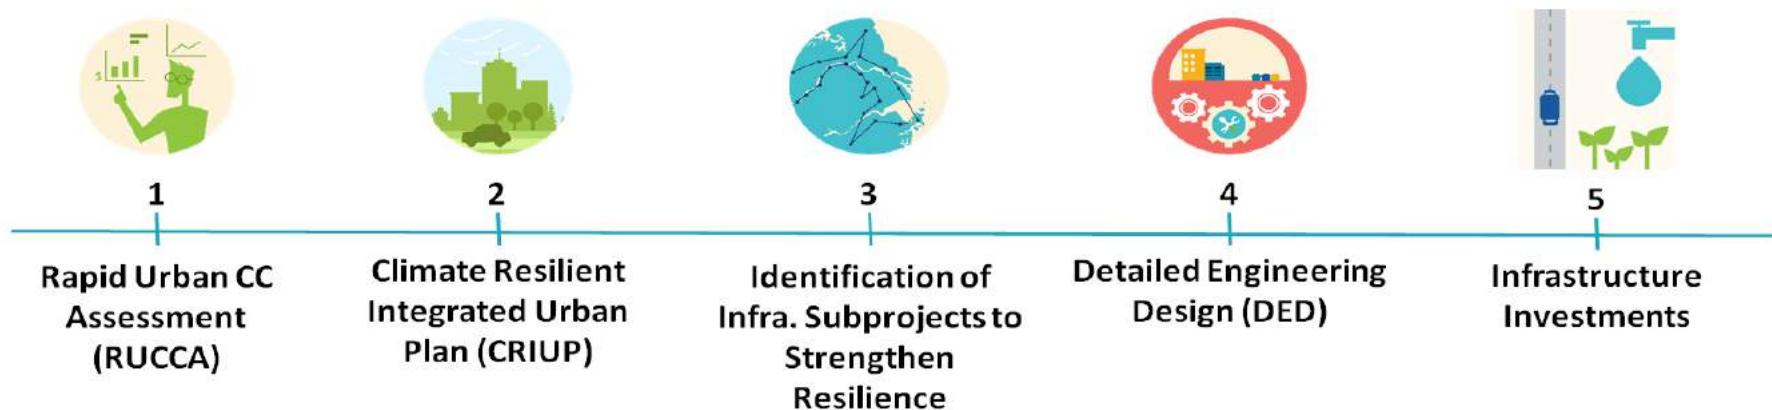 $
1
Rapid Urban CC
Assessment
(RUCCA)
2
Climate Resilient
Integrated Urban
Plan (CRIUP)
3
Identification of
Infra. Subprojects to
Strengthen
Resilience
4
Detailed Engineering
Design (DED)
5
Infrastructure
Investments